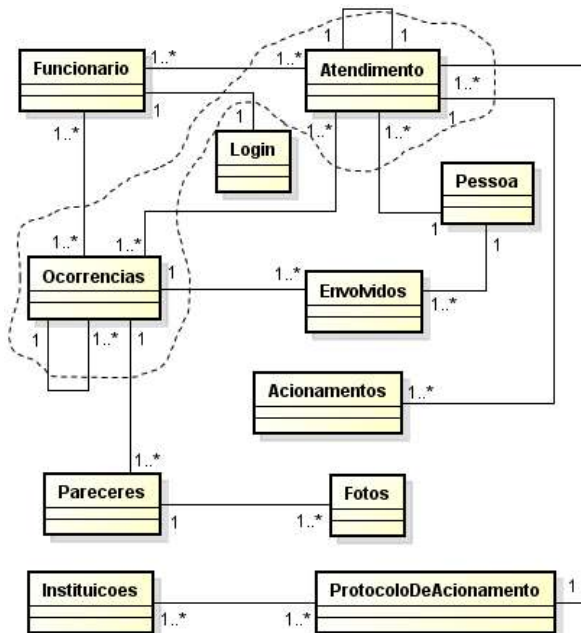 1 1
Funcionario 1..* 1..* Atendimento
1..* 1 1 1..* 1..* 1 1..*
Login
Pessoa
1..* 1..* 1 1
Ocorrencias 1 1..* Envolvidos 1..*
1 1..* 1
Acionamentos 1..*
1..*
Pareceres Fotos
1 1..*
Instituicoes ProtocoloDeAcionamento 1
1..* 1..*